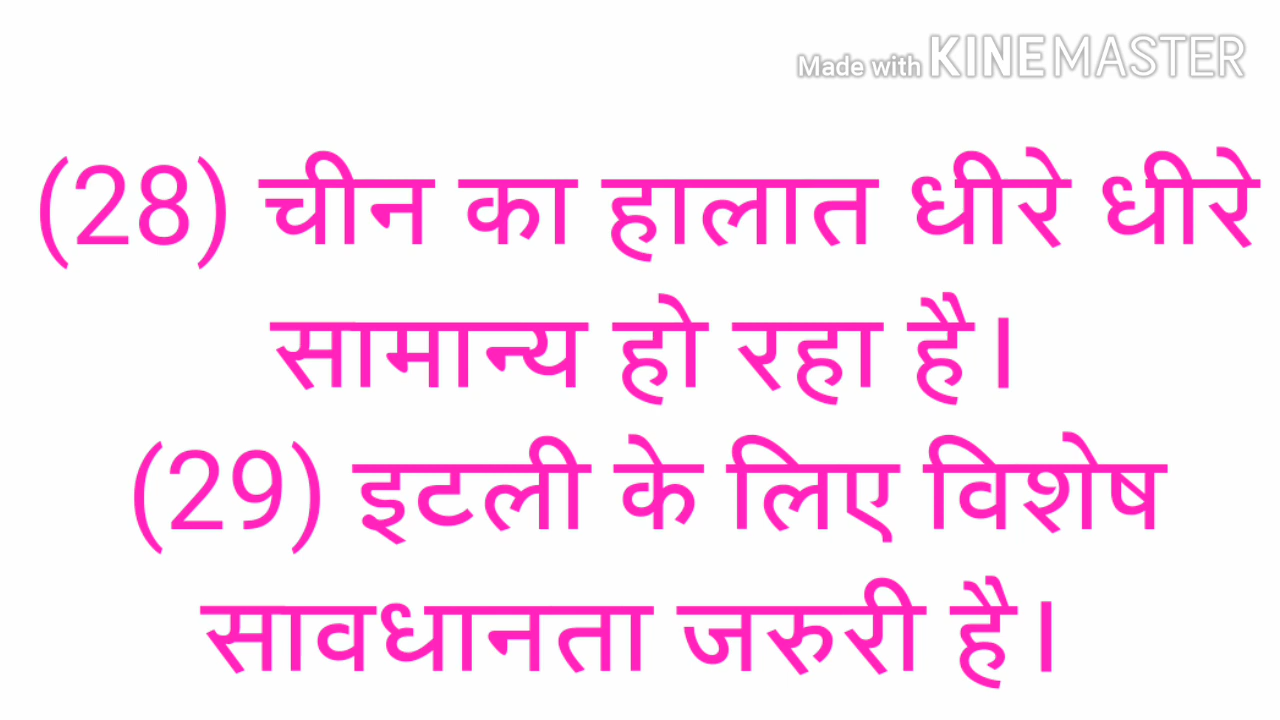 Made with KINEMASTER
(28) चीन का हालात धीरे धीरे
सामान्य हो रहा है।
(29) इटली के लिए विशेष
सावधानता जरुरी है।